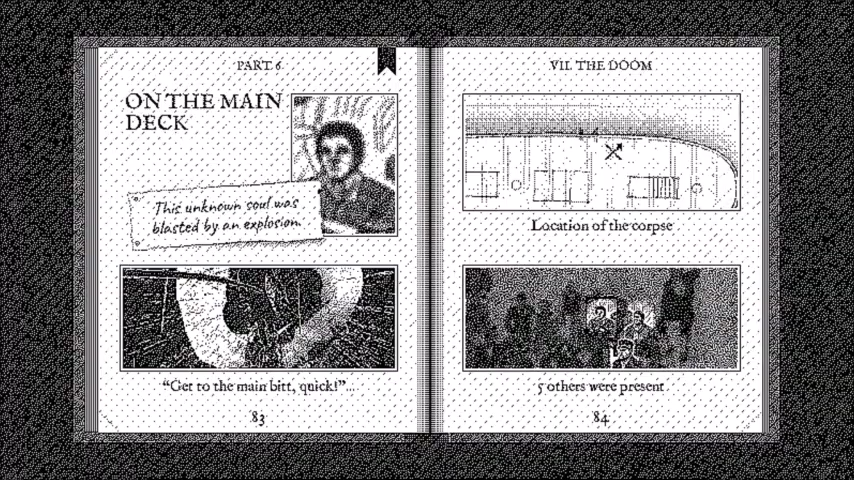 PART 6
ON THE MAIN
DECK
This unknown soul was
blasted by an explosion.
"Get to the main bitt, quick!"...
83
VII. THE DOOM
Location of the corpse
5 others were present
84